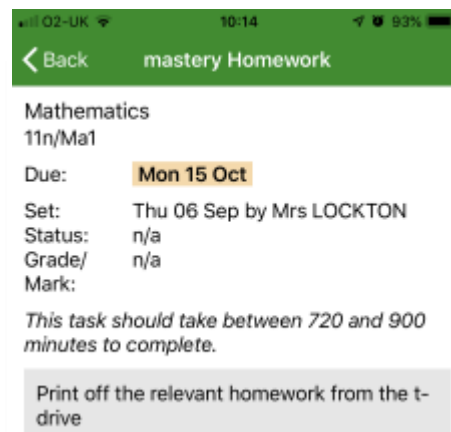 O2-UK 10:14 93%
Back mastery Homework
Mathematics
11n/Ma1
Due: Mon 15 Oct
Set: Thu 06 Sep by Mrs LOCKTON
Status: n/a
Grade/ n/a
Mark:
This task should take between 720 and 900
minutes to complete.
Print off the relevant homework from the t-
drive